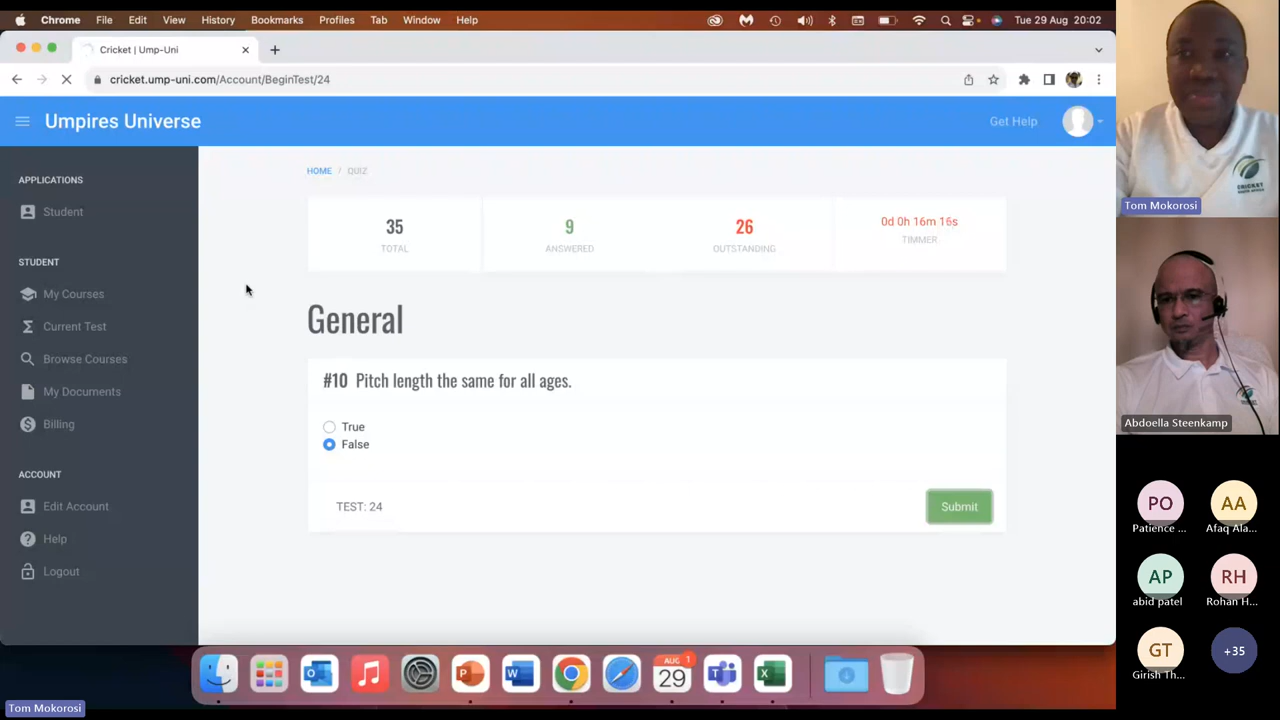 Chrome File Edit View History Bookmarks Profiles Tab Window Help Tue 29 Aug 20:02
Cricket | Ump-Uni
cricket.ump-uni.com/Account/BeginTest/24
Umpires Universe
Get Help
APPLICATIONS
Student
STUDENT
My Courses
Current Test
Browse Courses
My Documents
Billing
ACCOUNT
Edit Account
Help
Logout
HOME / QUIZ
35
TOTAL
9
ANSWERED
26
OUTSTANDING
0d 0h 16m 16s
TIMMER
General
#10 Pitch length the same for all ages.
True
False
TEST: 24
Submit
AUG 1
29
Tom Mokorosi
CRICKET
Tom Mokorosi
Abdoella Steenkamp
PO
Patience ...
AA
Afaq Ala...
AP
abid patel
RH
Rohan H...
GT
Girish Th...
+35